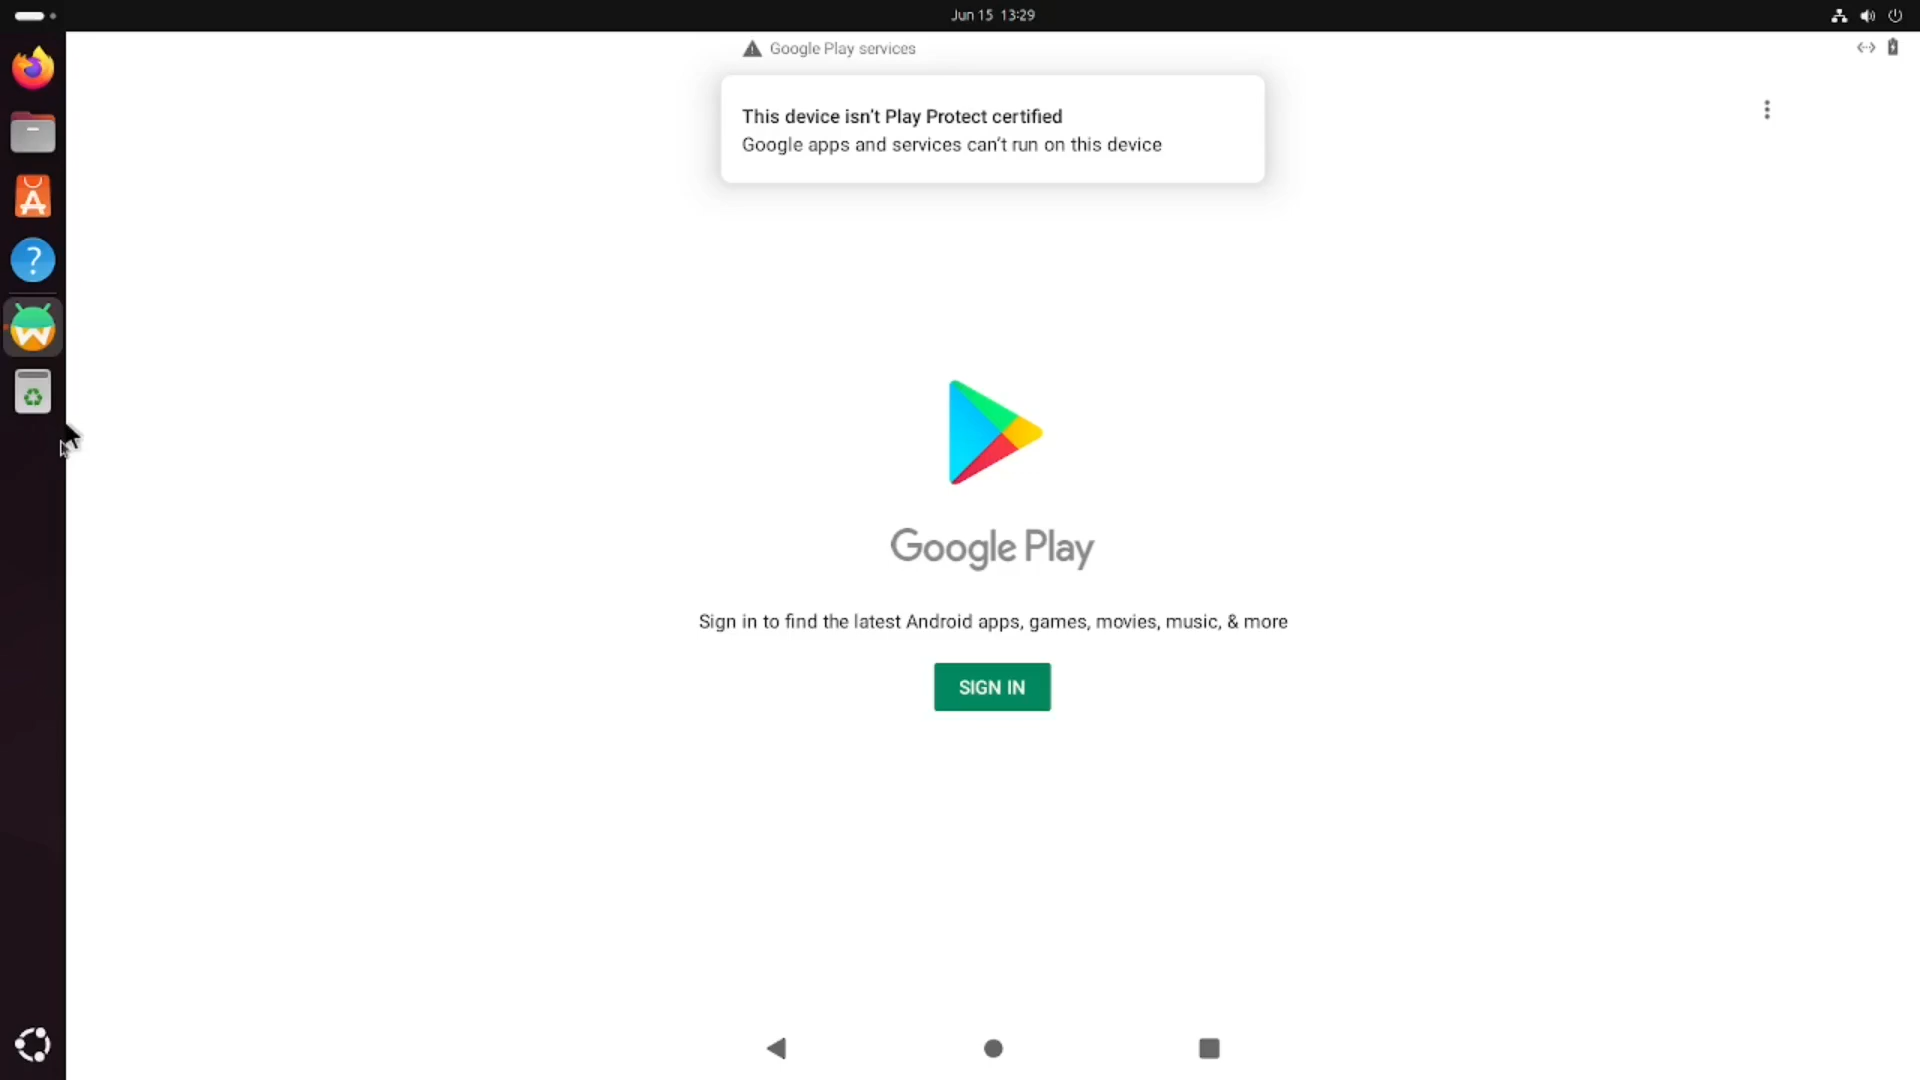 Jun 15 13:29
Google Play services
This device isn't Play Protect certified
Google apps and services can't run on this device
Google Play
Sign in to find the latest Android apps, games, movies, music, & more
SIGN IN